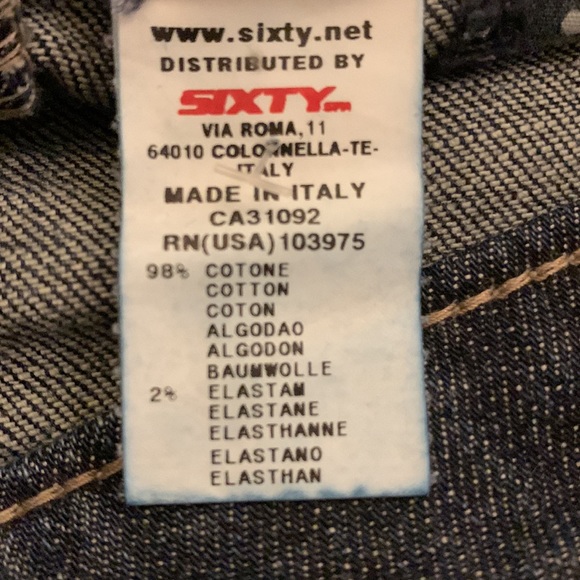 www.sixty.net
DISTRIBUTED BY
SIXTY SPA
VIA ROMA,11
64010 COLONNELLA-TE-
ITALY
MADE IN ITALY
CA31092
RN(USA)103975
98% COTONE
COTTON
COTON
ALGODAO
ALGODON
BAUMWOLLE
2% ELASTAM
ELASTANE
ELASTHANNE
ELASTANO
ELASTHAN